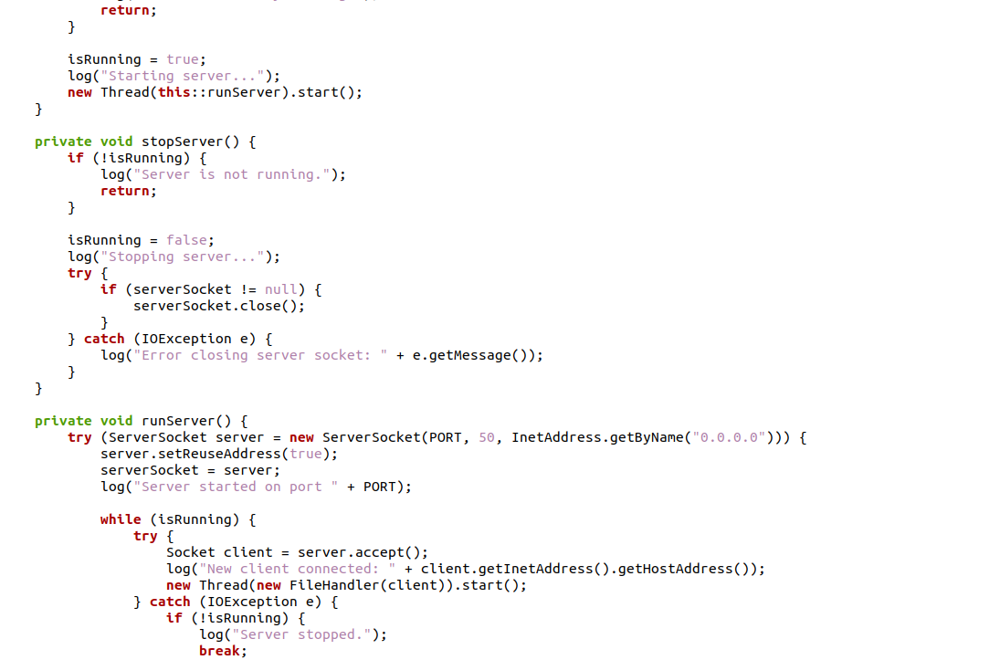 return;
}
isRunning = true;
log("Starting server...");
new Thread(this::runServer).start();
}
private void stopServer() {
if (!isRunning) {
log("Server is not running.");
return;
}
isRunning = false;
log("Stopping server...");
try {
if (serverSocket != null) {
serverSocket.close();
}
} catch (IOException e) {
log("Error closing server socket: " + e.getMessage());
}
}
private void runServer() {
try (ServerSocket server = new ServerSocket(PORT, 50, InetAddress.getByName("0.0.0.0"))) {
server.setReuseAddress(true);
serverSocket = server;
log("Server started on port " + PORT);
while (isRunning) {
try {
Socket client = server.accept();
log("New client connected: " + client.getInetAddress().getHostAddress());
new Thread(new FileHandler(client)).start();
} catch (IOException e) {
if (!isRunning) {
log("Server stopped.");
break;